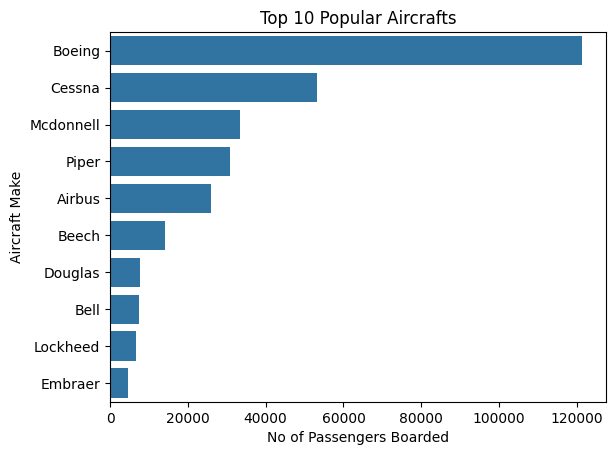 Top 10 Popular Aircrafts
Aircraft Make
Boeing
Cessna
Mcdonnell
Piper
Airbus
Beech
Douglas
Bell
Lockheed
Embraer
0 20000 40000 60000 80000 100000 120000
No of Passengers Boarded